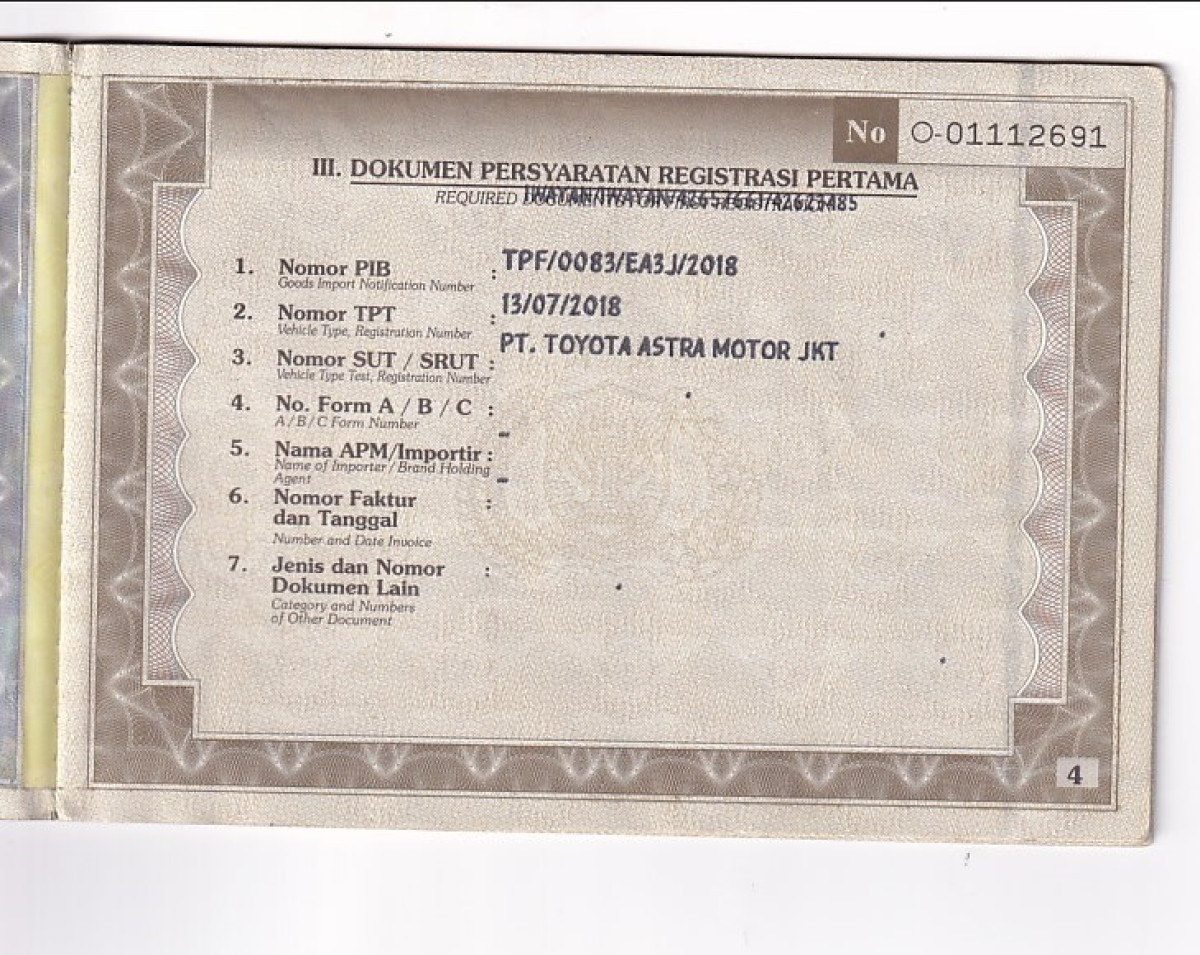 No O-01112691
III. DOKUMEN PERSYARATAN REGISTRASI PERTAMA
REQUIRED
1. Nomor PIB : TPF/0083/EA3J/2018
Goods Import Notification Number
2. Nomor TPT : 13/07/2018
Vehicle Type, Registration Number
PT. TOYOTA ASTRA MOTOR JKT
3. Nomor SUT / SRUT :
Vehicle Type Test, Registration Number
4. No. Form A / B / C :
A / B / C Form Number
-
5. Nama APM/Importir :
Name of Importer / Brand Holding
Agent
-
6. Nomor Faktur :
dan Tanggal
Number and Date Invoice
7. Jenis dan Nomor :
Dokumen Lain
Category and Numbers
of Other Document
4